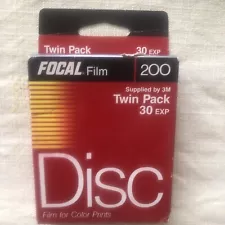 Twin Pack
30 EXP
FOCAL Film 200
Supplied by 3M
Twin Pack
30 EXP
Disc
Film for Color Prints